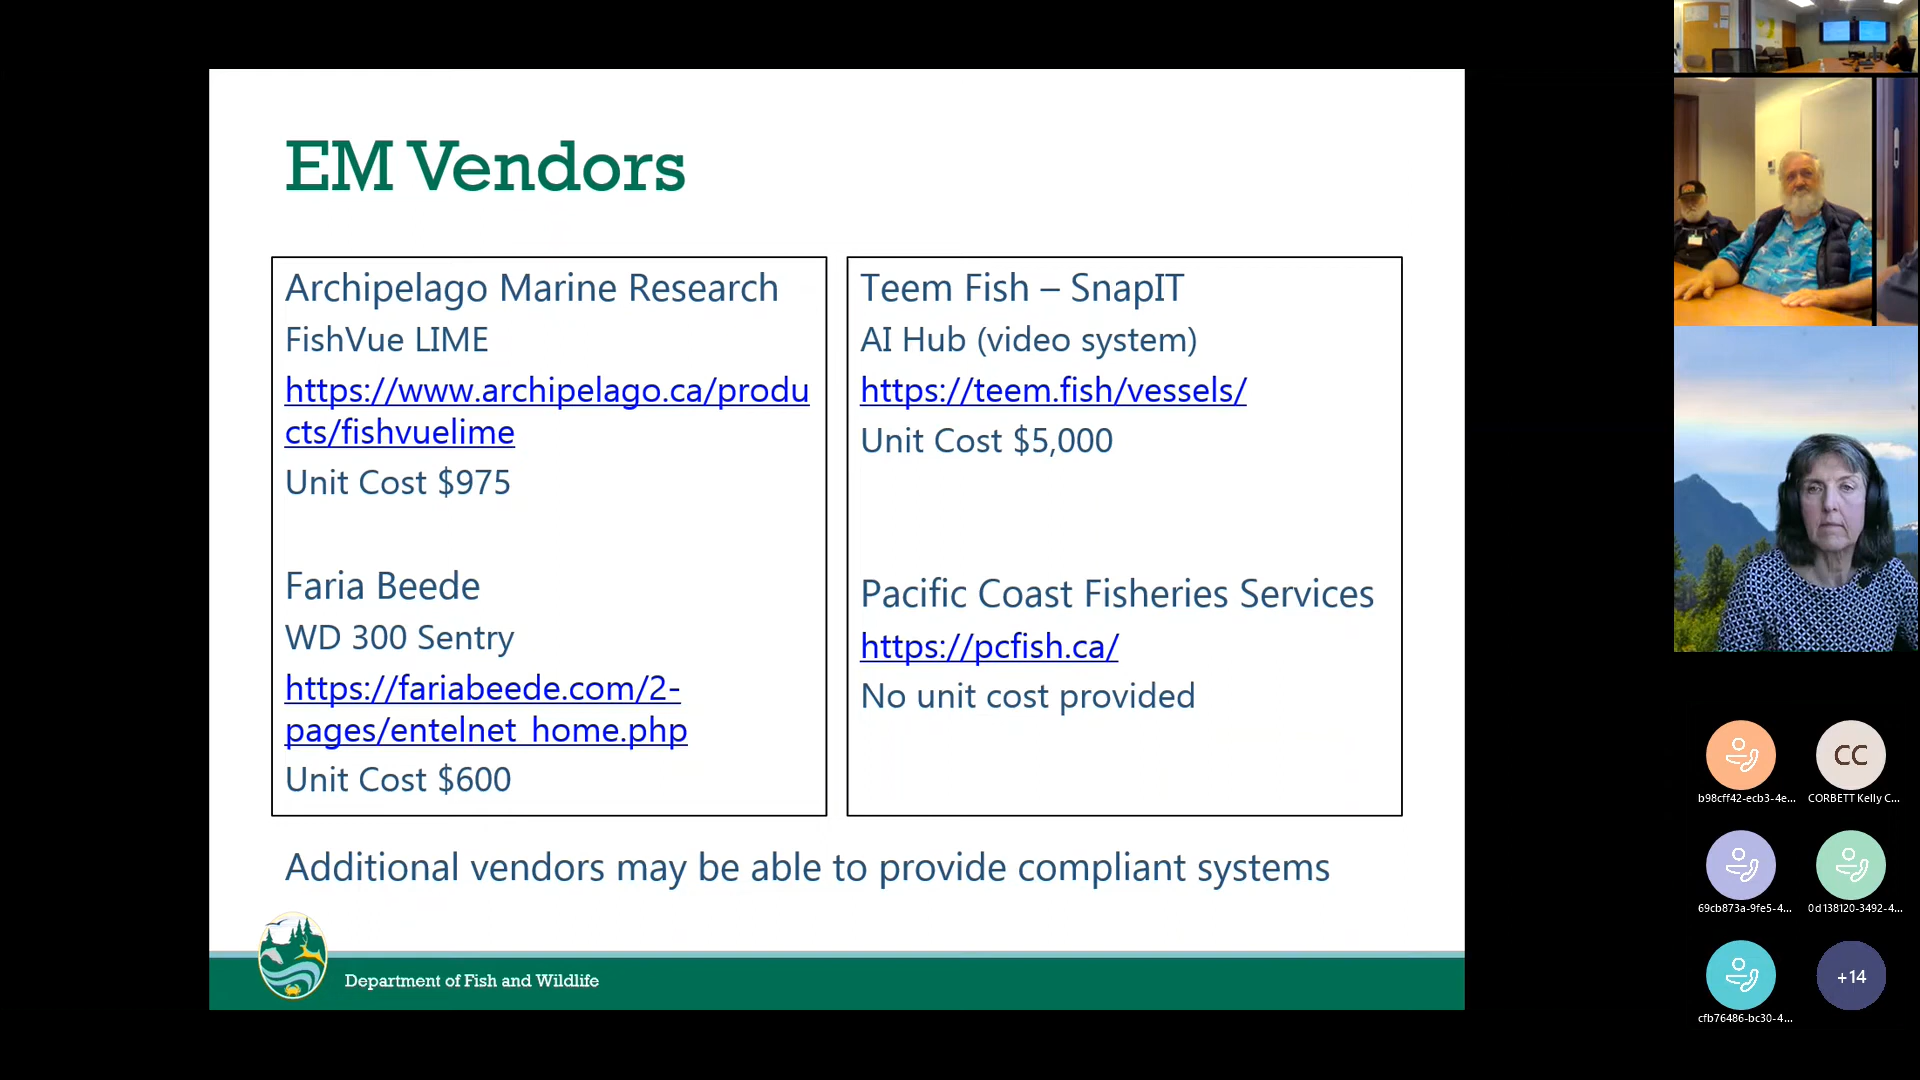 EM Vendors
Archipelago Marine Research
FishVue LIME
https://www.archipelago.ca/produ
cts/fishvuelime
Unit Cost $975
Faria Beede
WD 300 Sentry
https://fariabeede.com/2-
pages/entelnet_home.php
Unit Cost $600
Teem Fish – SnapIT
AI Hub (video system)
https://teem.fish/vessels/
Unit Cost $5,000
Pacific Coast Fisheries Services
https://pcfish.ca/
No unit cost provided
Additional vendors may be able to provide compliant systems
Department of Fish and Wildlife
b98cff42-ecb3-4e...
CC
CORBETT Kelly C...
69cb873a-9fe5-4...
0d138120-3492-4...
cfb76486-bc30-4...
+14